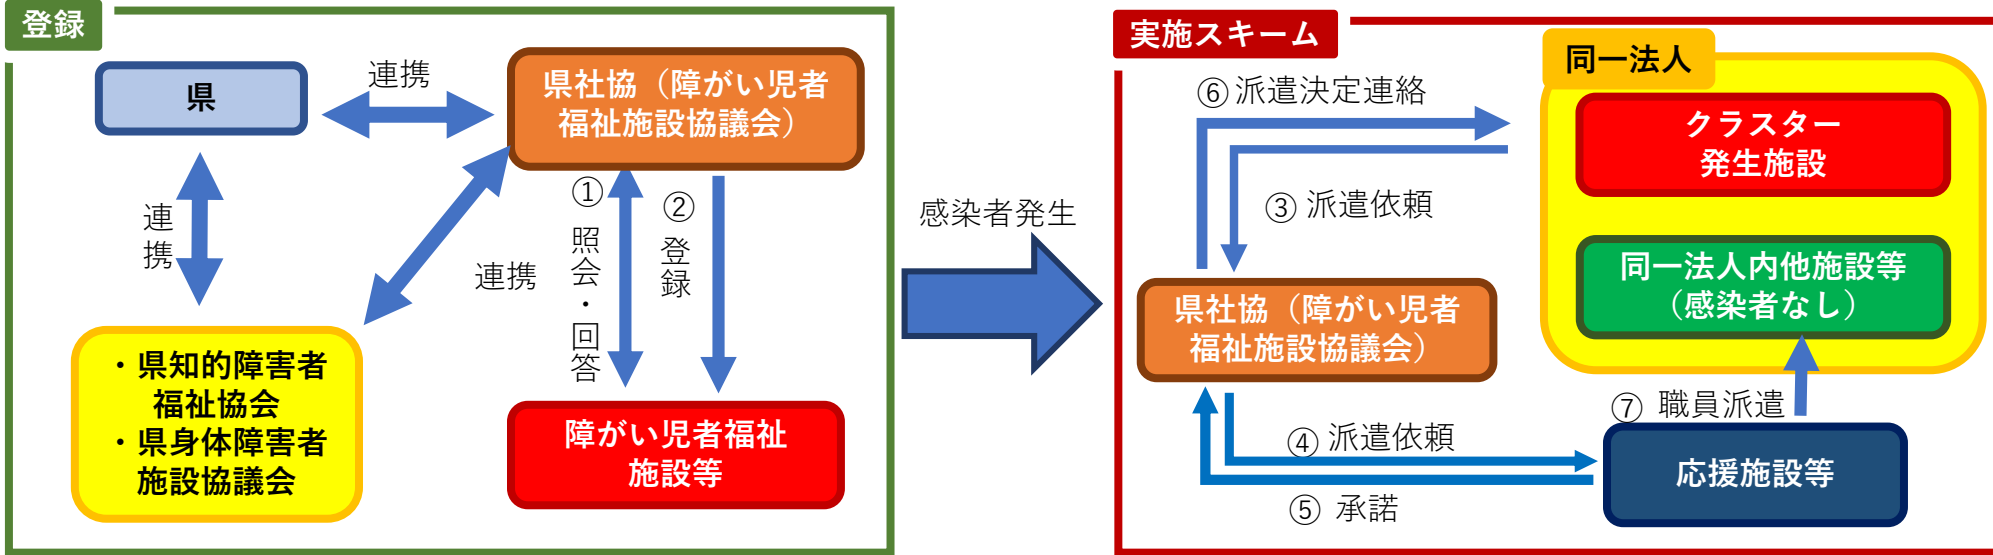 登録
県
連携
県社協（障がい児者
福祉施設協議会）
連携
連携
①照会・回答
②登録
・県知的障害者
福祉協会
・県身体障害者
施設協議会
障がい児者福祉
施設等
感染者発生
実施スキーム
同一法人
クラスター
発生施設
同一法人内他施設等
（感染者なし）
⑥派遣決定連絡
③派遣依頼
県社協（障がい児者
福祉施設協議会）
④派遣依頼
⑤承諾
⑦職員派遣
応援施設等